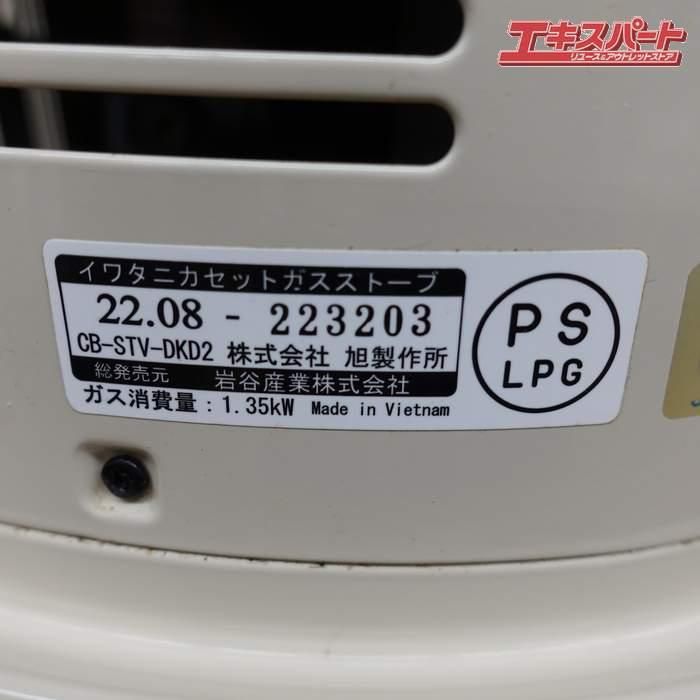 エキスパート
リユース&アウトレットストア
イワタニカセットガスストーブ
22.08 - 223203
CB-STV-DKD2 株式会社 旭製作所
総発売元 岩谷産業株式会社
ガス消費量：1.35kW Made in Vietnam
PS
LPG